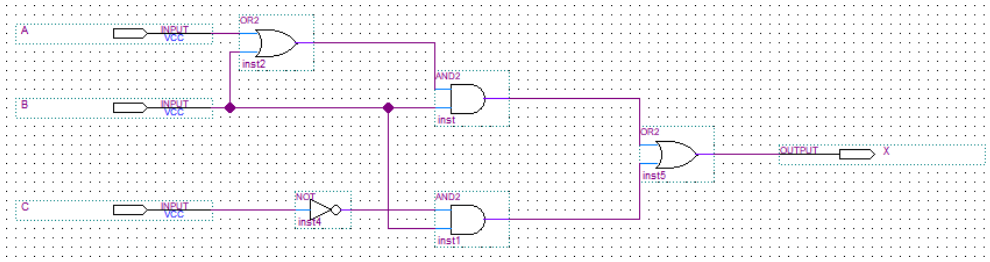 OR2
A
INPUT
VCC
inst2
AND2
B
INPUT
VCC
inst
OR2
OUTPUT
X
inst5
NOT
AND2
C
INPUT
VCC
inst4
inst1